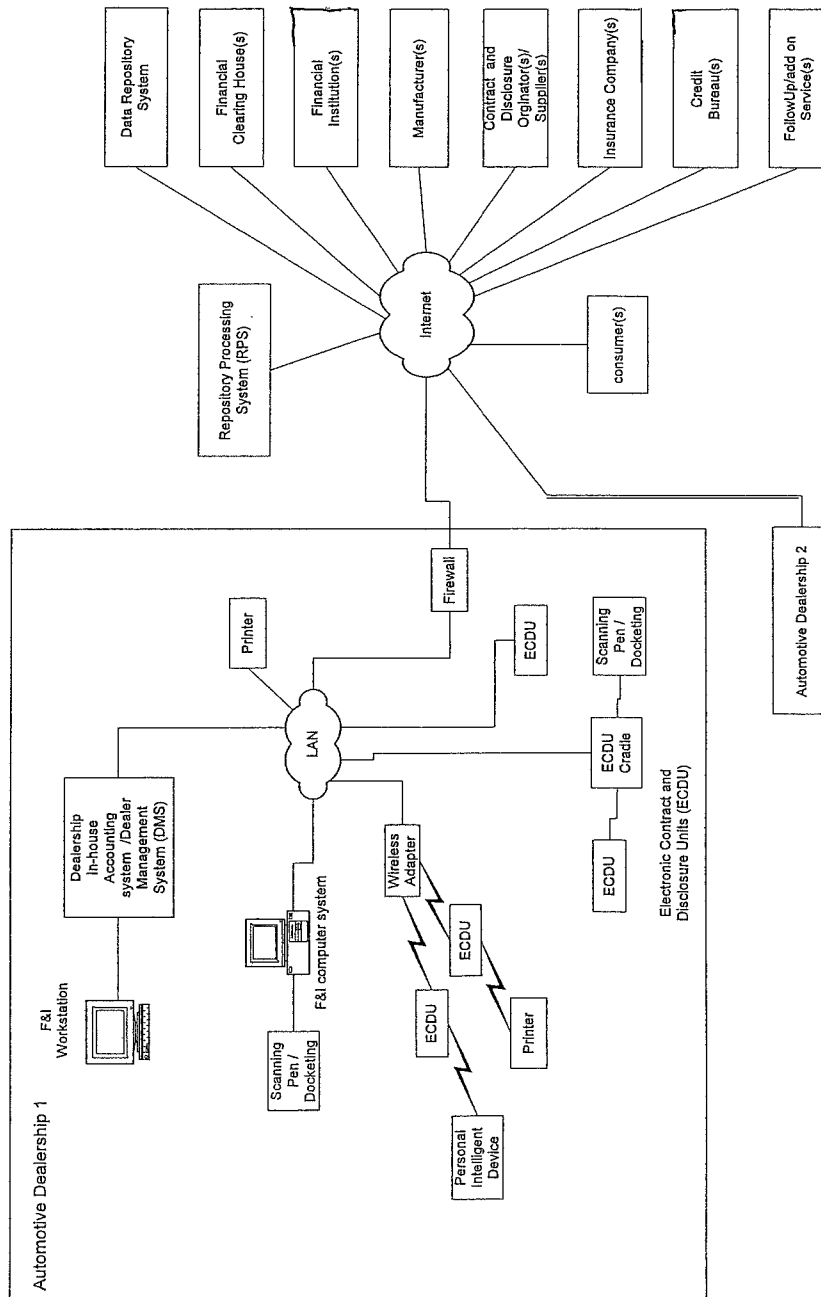 Automotive Dealership 1
F&I
Workstation
Dealership
In-house
Accounting
system /Dealer
Management
System (DMS)
Printer
LAN
Firewall
Scanning
Pen /
Docketing
F&I computer system
Wireless
Adapter
ECDU
ECDU
Personal
Intelligent
Device
Printer
ECDU
ECDU
Cradle
ECDU
Scanning
Pen /
Docketing
Electronic Contract and
Disclosure Units (ECDU)
Automotive Dealership 2
Repository Processing
System (RPS)
Internet
consumer(s)
Data Repository
System
Financial
Clearing House(s)
Financial
Institution(s)
Manufacturer(s)
Contract and
Disclosure
Orginator(s)/
Supplier(s)
Insurance Company(s)
Credit
Bureau(s)
FollowUp/add on
Service(s)